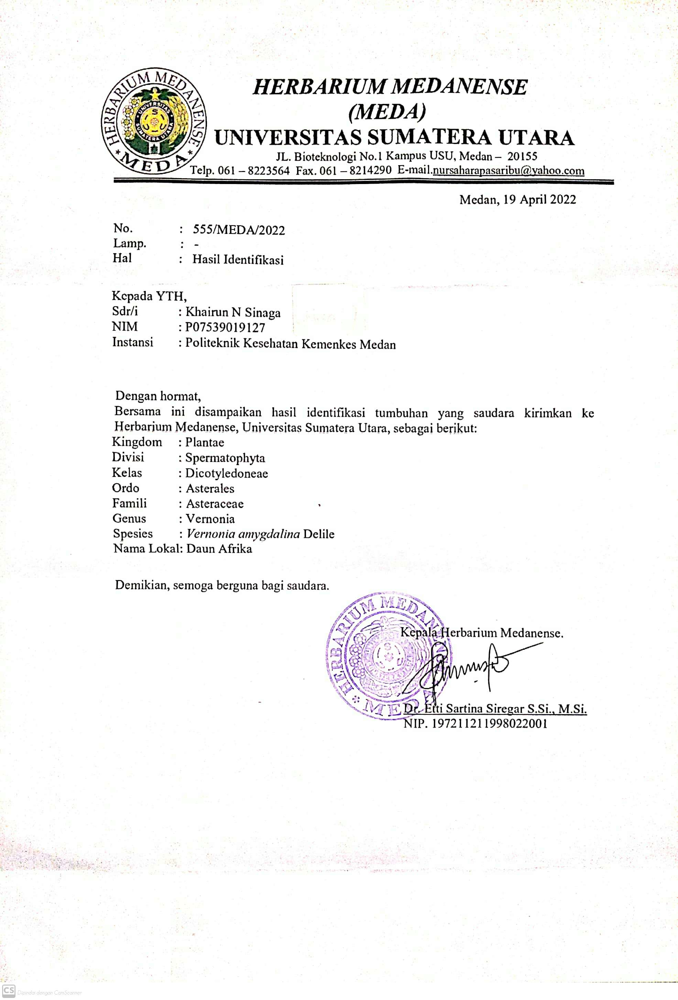 HERBARIUM MEDANENSE
* MEDA *
UNIVERSITAS
SUMATERA UTARA
HERBARIUM MEDANENSE
(MEDA)
UNIVERSITAS SUMATERA UTARA
JL. Bioteknologi No.1 Kampus USU, Medan – 20155
Telp. 061 – 8223564 Fax. 061 – 8214290 E-mail.nursaharapasaribu@yahoo.com
Medan, 19 April 2022
No. : 555/MEDA/2022
Lamp. : -
Hal : Hasil Identifikasi
Kepada YTH,
Sdr/i : Khairun N Sinaga
NIM : P07539019127
Instansi : Politeknik Kesehatan Kemenkes Medan
Dengan hormat,
Bersama ini disampaikan hasil identifikasi tumbuhan yang saudara kirimkan ke
Herbarium Medanense, Universitas Sumatera Utara, sebagai berikut:
Kingdom : Plantae
Divisi : Spermatophyta
Kelas : Dicotyledoneae
Ordo : Asterales
Famili : Asteraceae
Genus : Vernonia
Spesies : Vernonia amygdalina Delile
Nama Lokal: Daun Afrika
Demikian, semoga berguna bagi saudara.
HERBARIUM MEDANENSE
* MEDA
Kepala Herbarium Medanense.
Dr. Etti Sartina Siregar S.Si., M.Si.
NIP. 197211211998022001
CS Dipindai dengan CamScanner